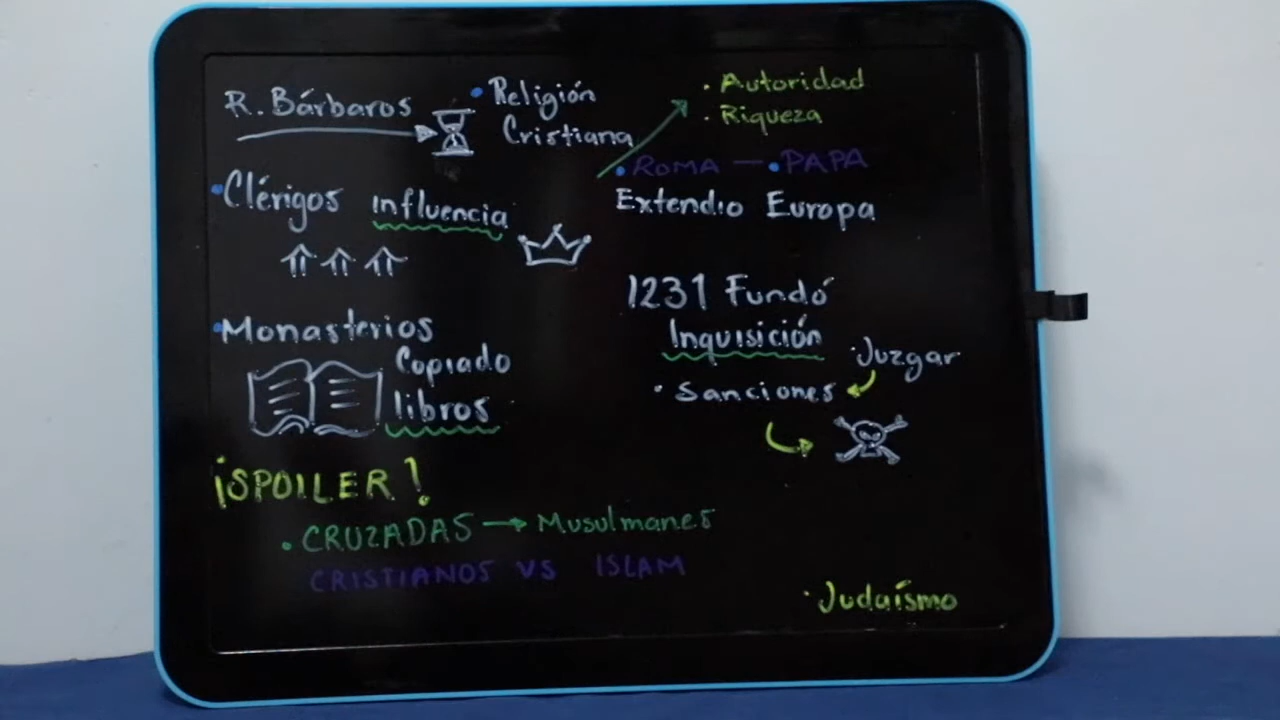 R. Bárbaros
• Religión
Cristiana
• Clérigos influencia
• Monasterios
Copiado
libros
• Autoridad
• Riqueza
• ROMA — • PAPA
Extendio Europa
1231 Fundó
Inquisición
• Juzgar
• Sanciones
¡SPOILER!
• CRUZADAS → Musulmanes
CRISTIANOS VS ISLAM
• Judaísmo